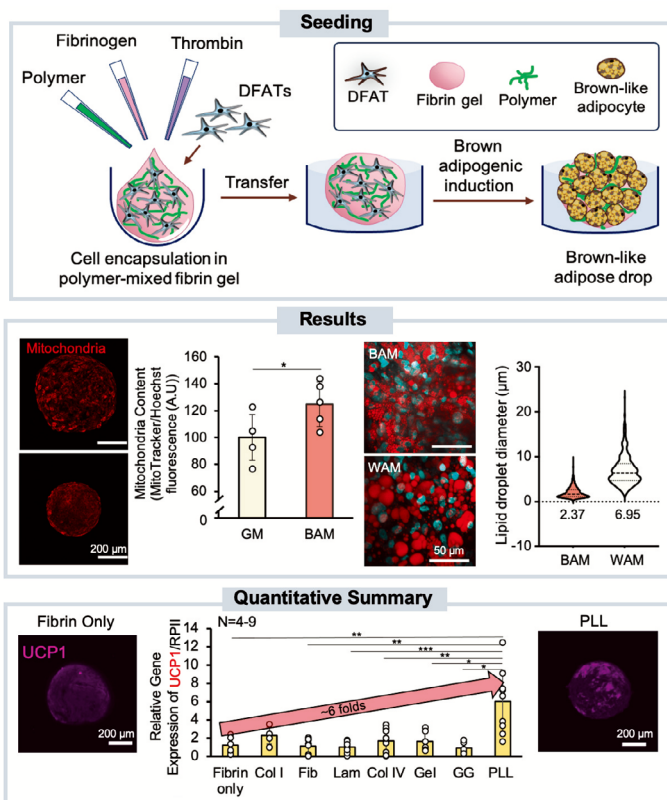 Seeding
Fibrinogen
Thrombin
Polymer
DFATs
DFAT
Fibrin gel
Polymer
Brown-like
adipocyte
Transfer
Brown
adipogenic
induction
Cell encapsulation in
polymer-mixed fibrin gel
Brown-like
adipose drop
Results
Mitochondria
200 μm
Mitochondria Content
(MitoTracker/Hoechst
fluorescence (A.U))
160
140
120
100
80
60
0
*
GM
BAM
BAM
WAM
50 μm
Lipid droplet diameter (μm)
30
20
10
0
-10
2.37
6.95
BAM
WAM
Quantitative Summary
Fibrin Only
UCP1
200 μm
Relative Gene
Expression of UCP1/RPII
N=4-9
14
12
10
8
6
4
2
0
**
**
***
**
*
*
~6 folds
Fibrin
only
Col I
Fib
Lam
Col IV
Gel
GG
PLL
PLL
200 μm